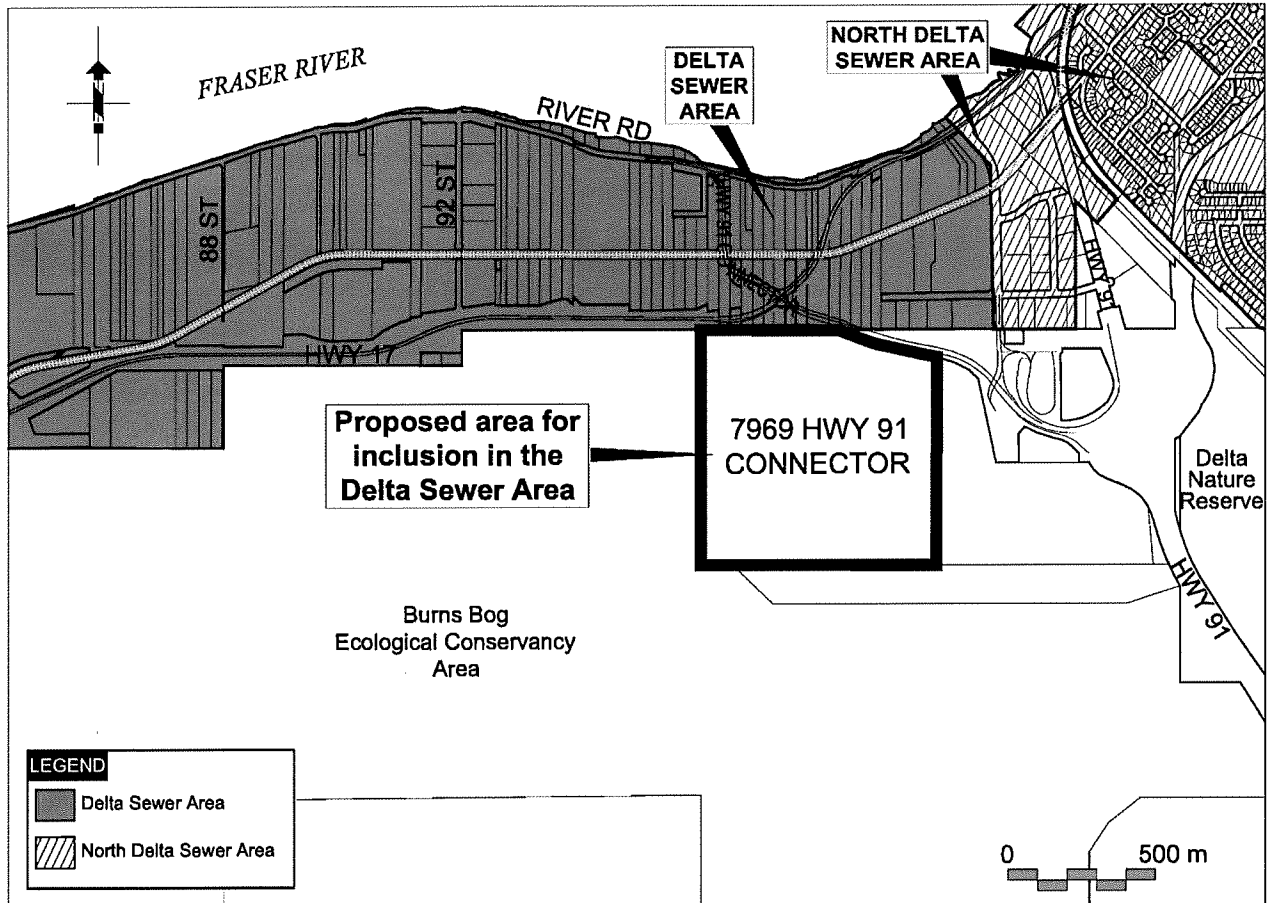 FRASER RIVER
NORTH DELTA
SEWER AREA
DELTA
SEWER
AREA
RIVER RD
88 ST
92 ST
HWY 17
HWY 91
Proposed area for
inclusion in the
Delta Sewer Area
7969 HWY 91
CONNECTOR
Delta
Nature
Reserve
HWY 91
Burns Bog
Ecological Conservancy
Area
LEGEND
Delta Sewer Area
North Delta Sewer Area
0 500 m